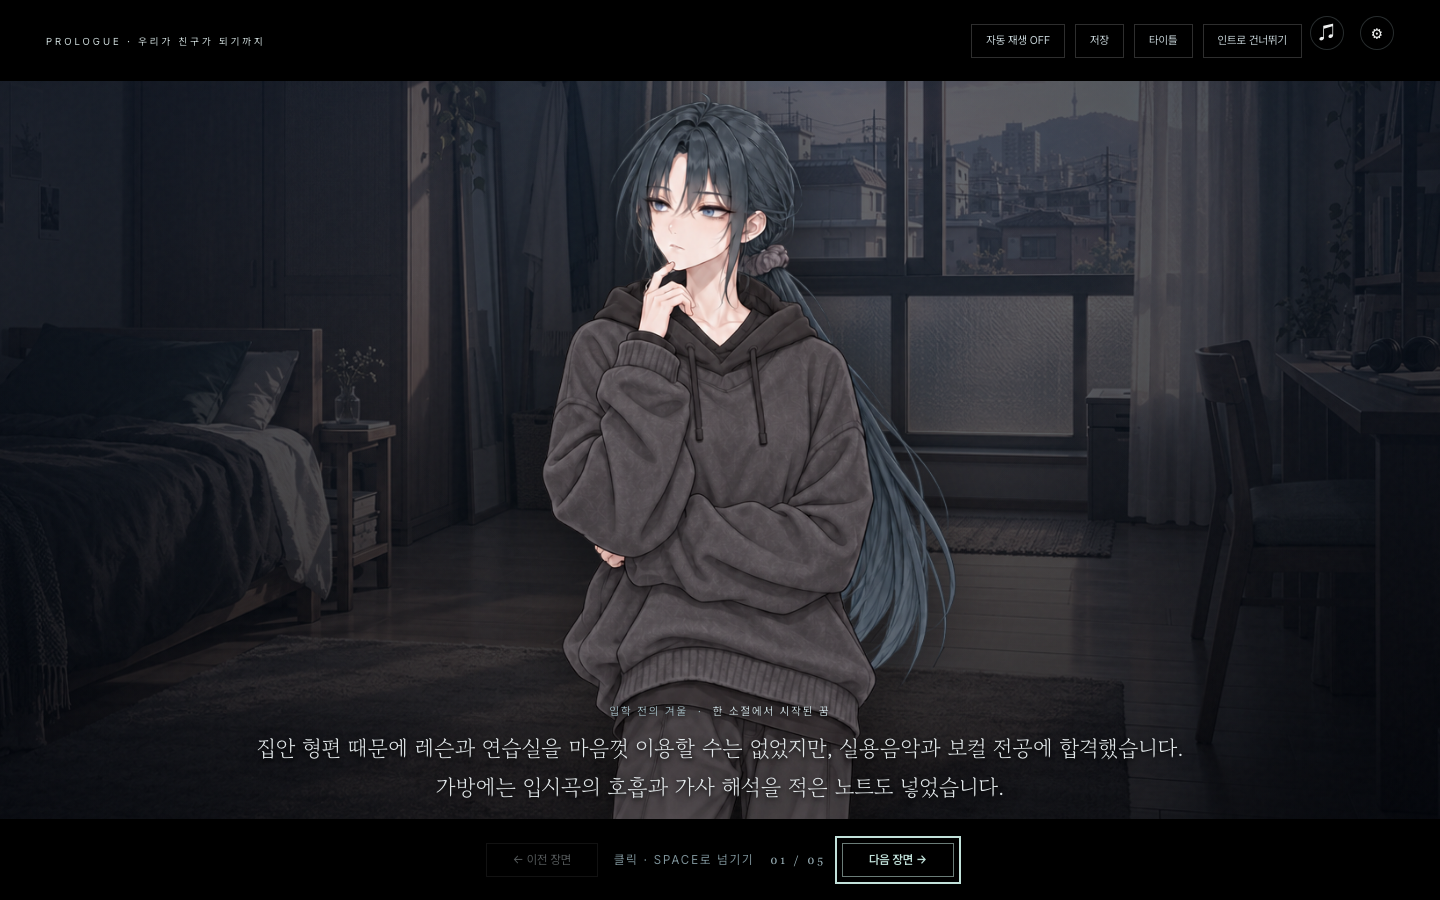 PROLOGUE · 우리가 친구가 되기까지
자동 재생 OFF
저장
타이틀
인트로 건너뛰기
입학 전의 겨울 · 한 소절에서 시작된 꿈
집안 형편 때문에 레슨과 연습실을 마음껏 이용할 수는 없었지만, 실용음악과 보컬 전공에 합격했습니다.
가방에는 입시곡의 호흡과 가사 해석을 적은 노트도 넣었습니다.
← 이전 장면
클릭 · SPACE로 넘기기
01 / 05
다음 장면 →